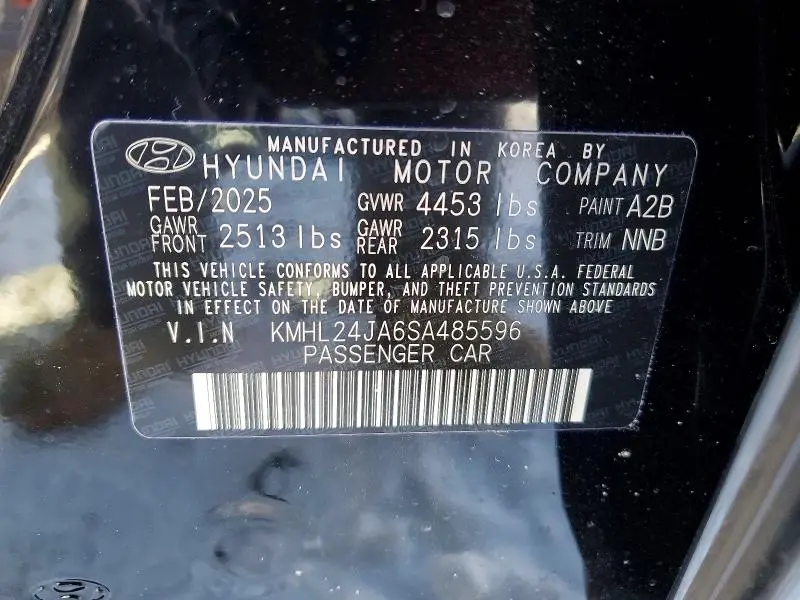 MANUFACTURED IN KOREA BY
HYUNDAI MOTOR COMPANY
FEB/2025 GVWR 4453 lbs PAINT A2B
GAWR FRONT 2513 lbs GAWR REAR 2315 lbs TRIM NNB
THIS VEHICLE CONFORMS TO ALL APPLICABLE U.S.A. FEDERAL
MOTOR VEHICLE SAFETY, BUMPER, AND THEFT PREVENTION STANDARDS
IN EFFECT ON THE DATE OF MANUFACTURE SHOWN ABOVE
V.I.N KMHL24JA6SA485596
PASSENGER CAR